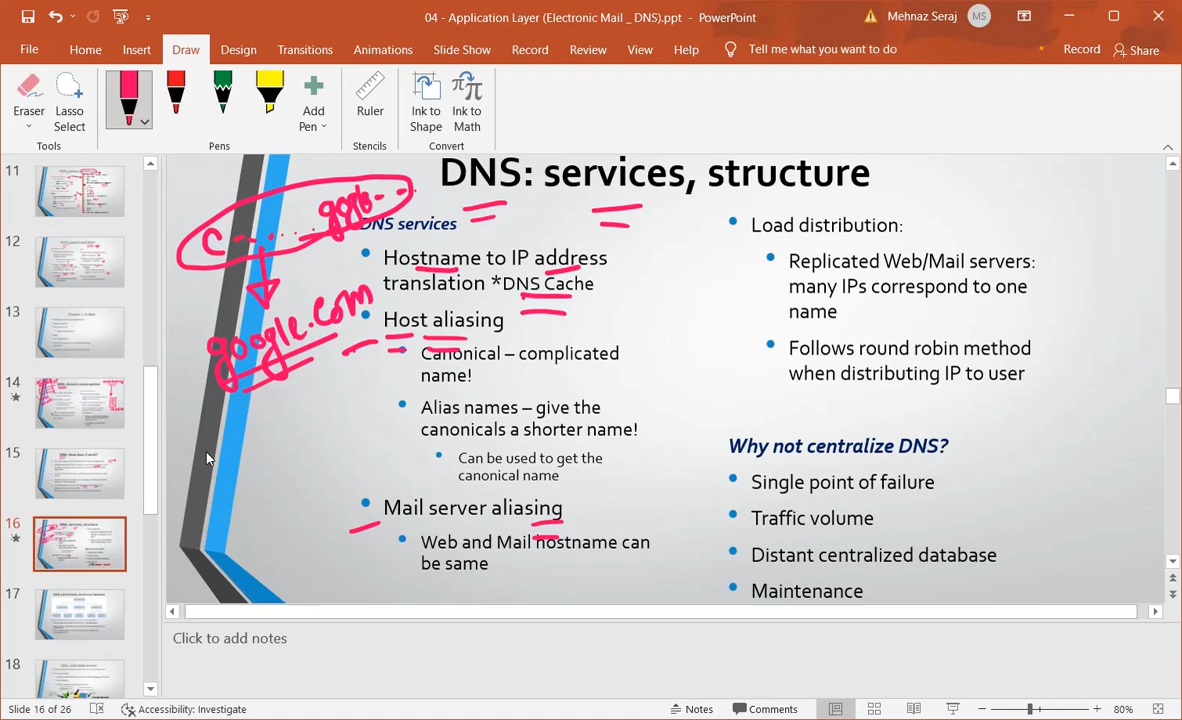 04 - Application Layer (Electronic Mail _ DNS).ppt - PowerPoint
Mehnaz Seraj
MS
File
Home
Insert
Draw
Design
Transitions
Animations
Slide Show
Record
Review
View
Help
Tell me what you want to do
Record
Share
Eraser
Lasso
Select
Add
Pen
Ruler
Ink to
Shape
Ink to
Math
Tools
Pens
Stencils
Convert
11
12
13
14
15
16
17
18
DNS: services, structure
DNS services
Hostname to IP address
translation *DNS Cache
Host aliasing
Canonical – complicated
name!
Alias names – give the
canonicals a shorter name!
Can be used to get the
canonical name
Mail server aliasing
Web and Mail hostname can
be same
google.com
Load distribution:
Replicated Web/Mail servers:
many IPs correspond to one
name
Follows round robin method
when distributing IP to user
Why not centralize DNS?
Single point of failure
Traffic volume
Distant centralized database
Maintenance
Click to add notes
Slide 16 of 26
Accessibility: Investigate
Notes
Comments
80%